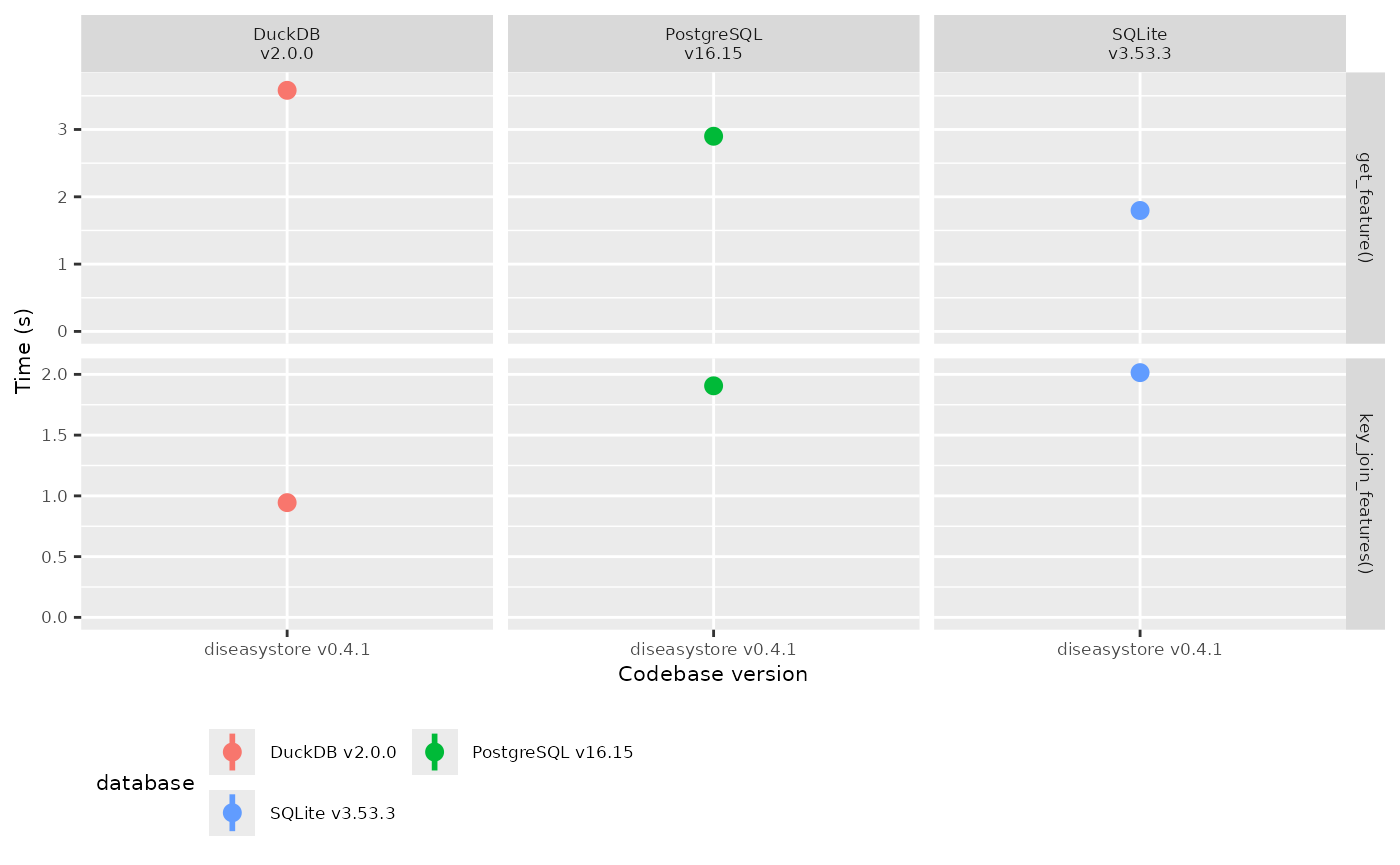 DuckDB
v2.0.0
PostgreSQL
v16.15
SQLite
v3.53.3
3
2
1
0
get_feature()
Time (s)
2.0
1.5
1.0
0.5
0.0
key_join_features()
diseasystore v0.4.1
diseasystore v0.4.1
diseasystore v0.4.1
Codebase version
database
DuckDB v2.0.0
PostgreSQL v16.15
SQLite v3.53.3